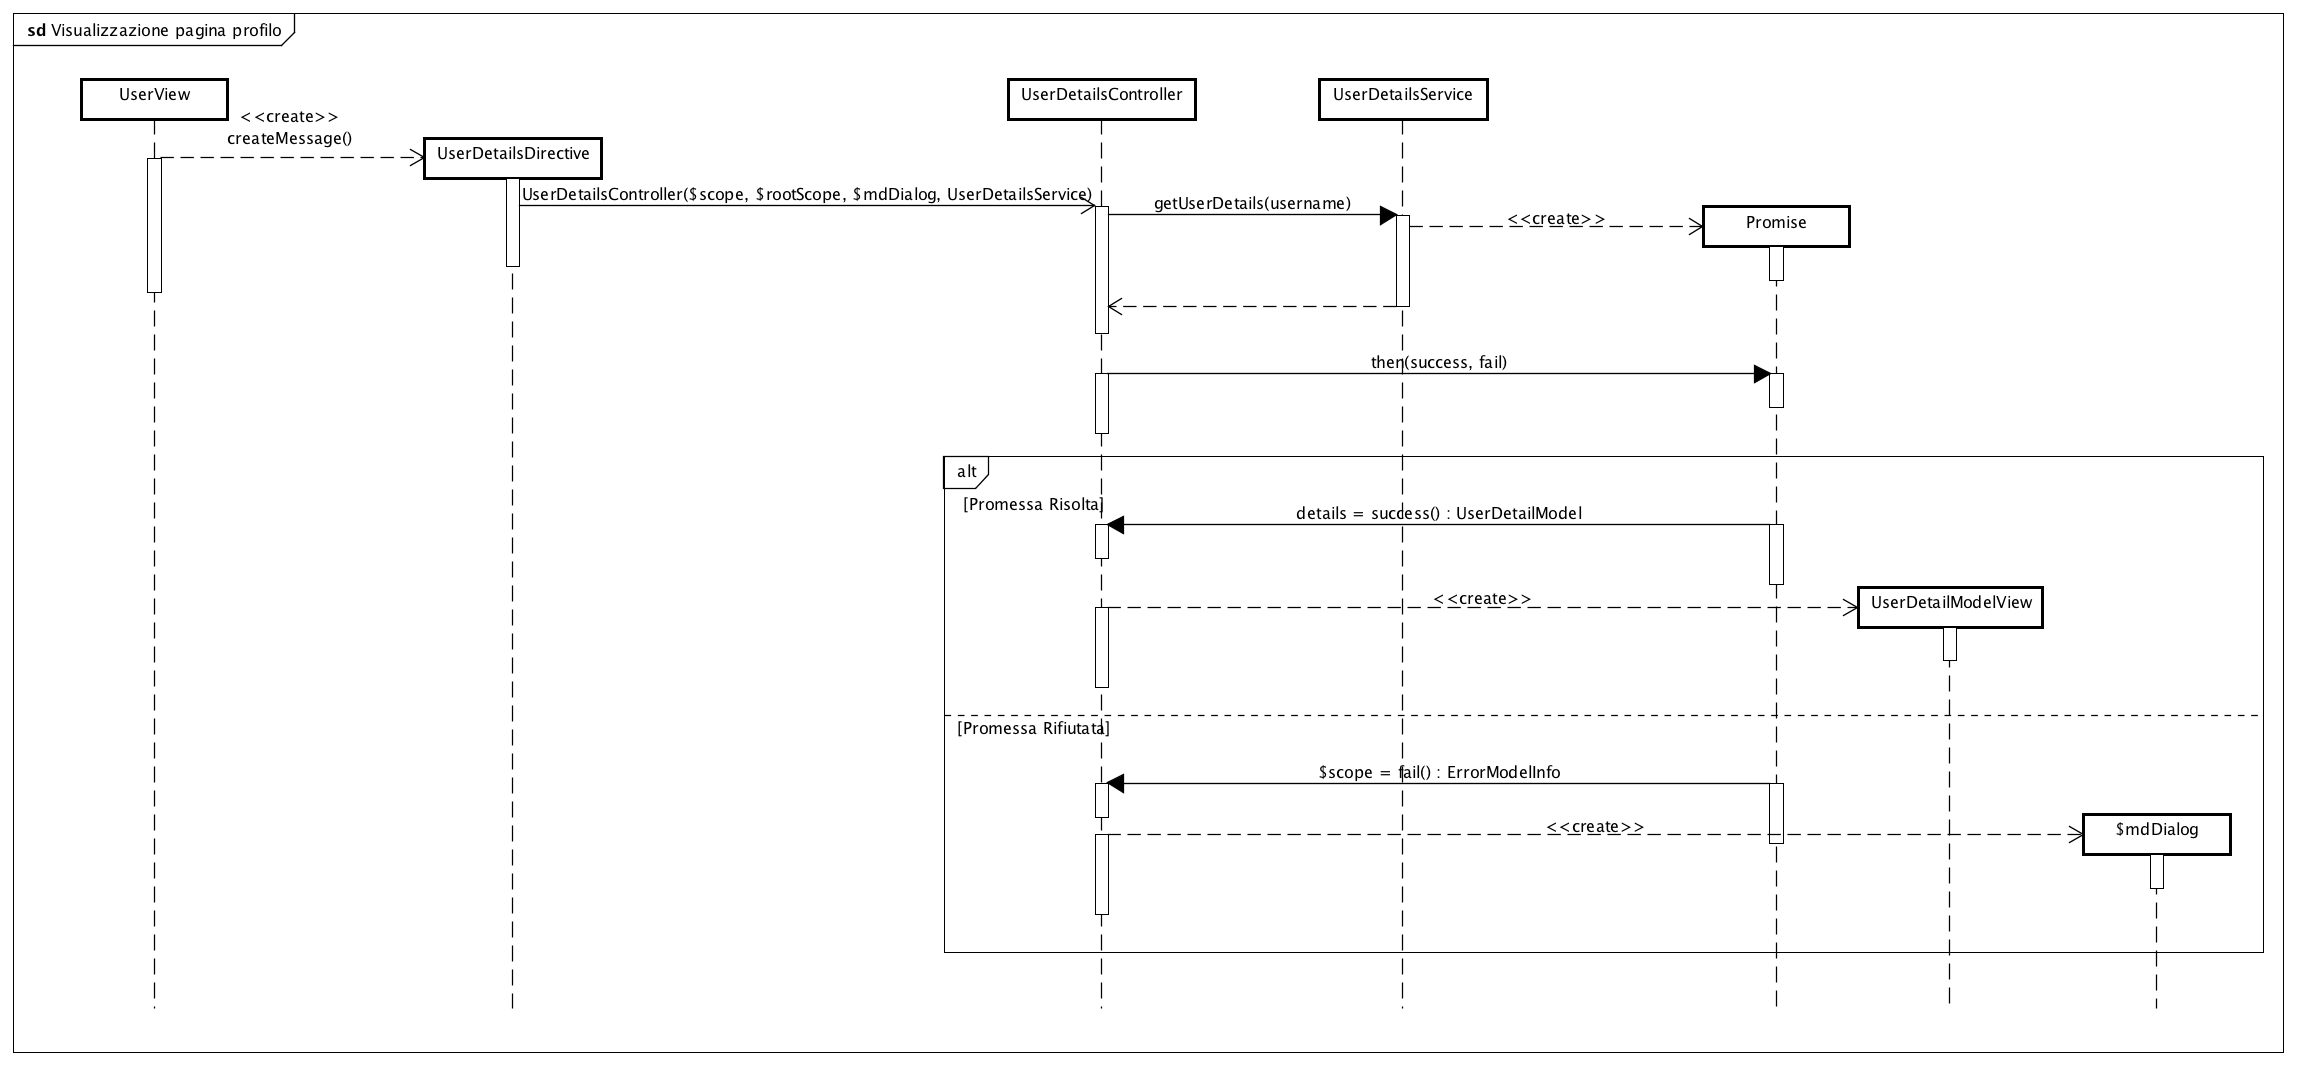 sd Visualizzazione pagina profilo
UserView
UserDetailsController
UserDetailsService
<<create>>
createMessage()
UserDetailsDirective
UserDetailsController($scope, $rootScope, $mdDialog, UserDetailsService)
getUserDetails(username)
<<create>>
Promise
then(success, fail)
alt
[Promessa Risolta]
details = success() : UserDetailModel
<<create>>
UserDetailModelView
[Promessa Rifiutata]
$scope = fail() : ErrorModelInfo
<<create>>
$mdDialog